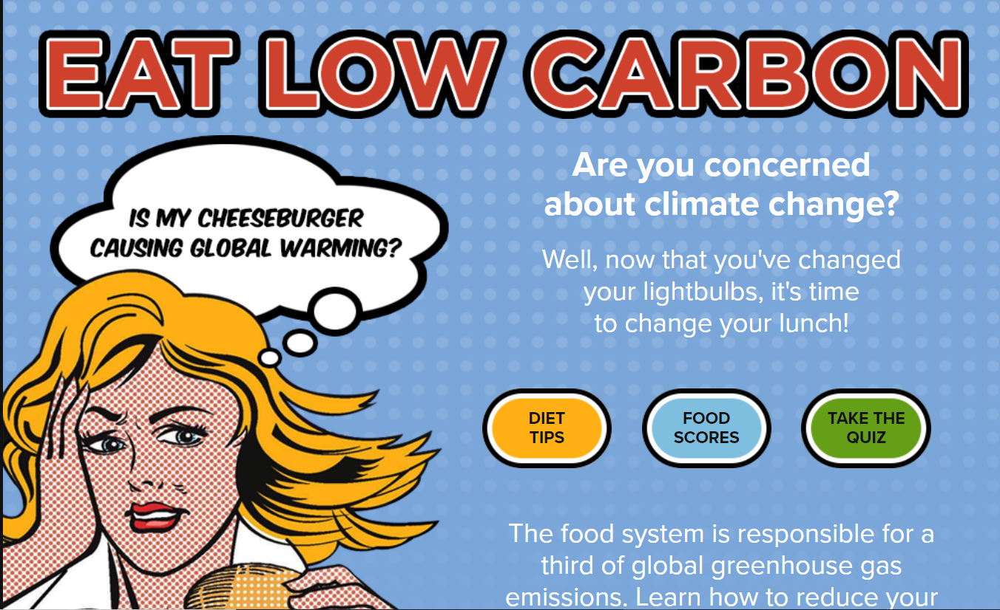 EAT LOW CARBON
IS MY CHEESEBURGER
CAUSING GLOBAL WARMING?
Are you concerned
about climate change?
Well, now that you've changed
your lightbulbs, it's time
to change your lunch!
DIET
TIPS
FOOD
SCORES
TAKE THE
QUIZ
The food system is responsible for a
third of global greenhouse gas
emissions. Learn how to reduce your